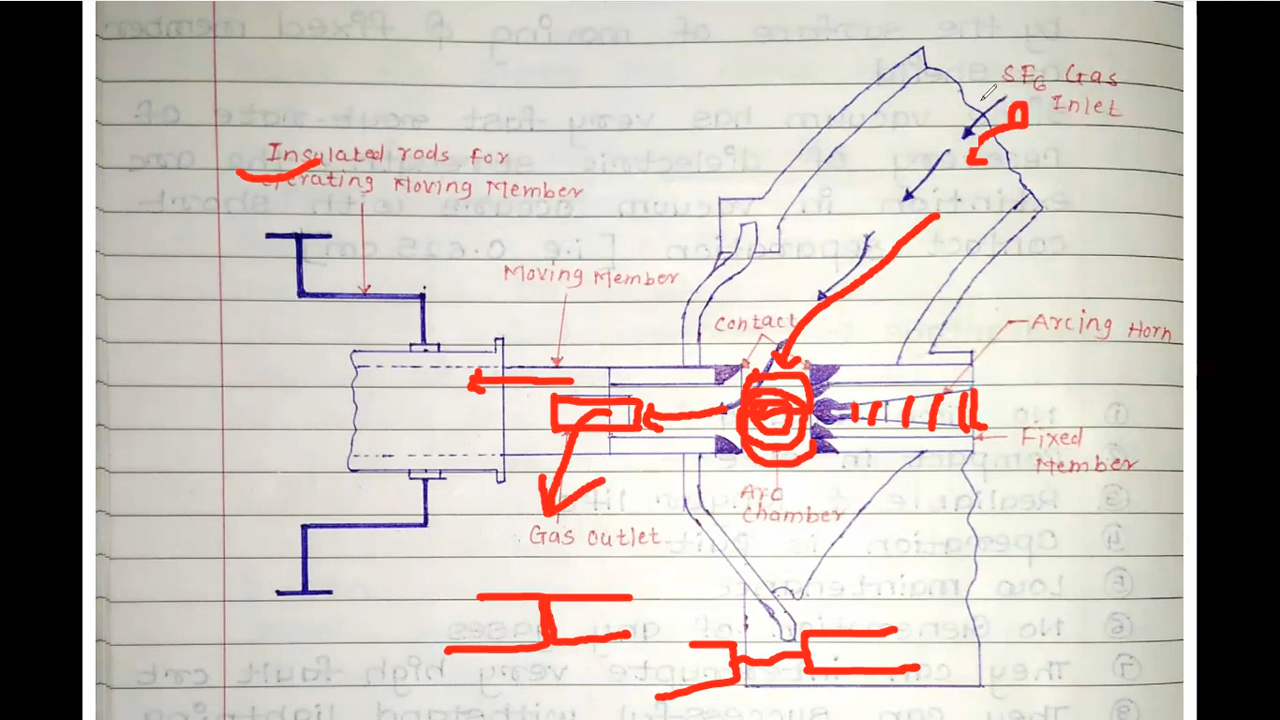 SF6 Gas
Inlet
Insulated rods for
Operating Moving Member
Moving Member
Contact
Arcing Horn
Fixed
Member
Arc
Chamber
Gas outlet